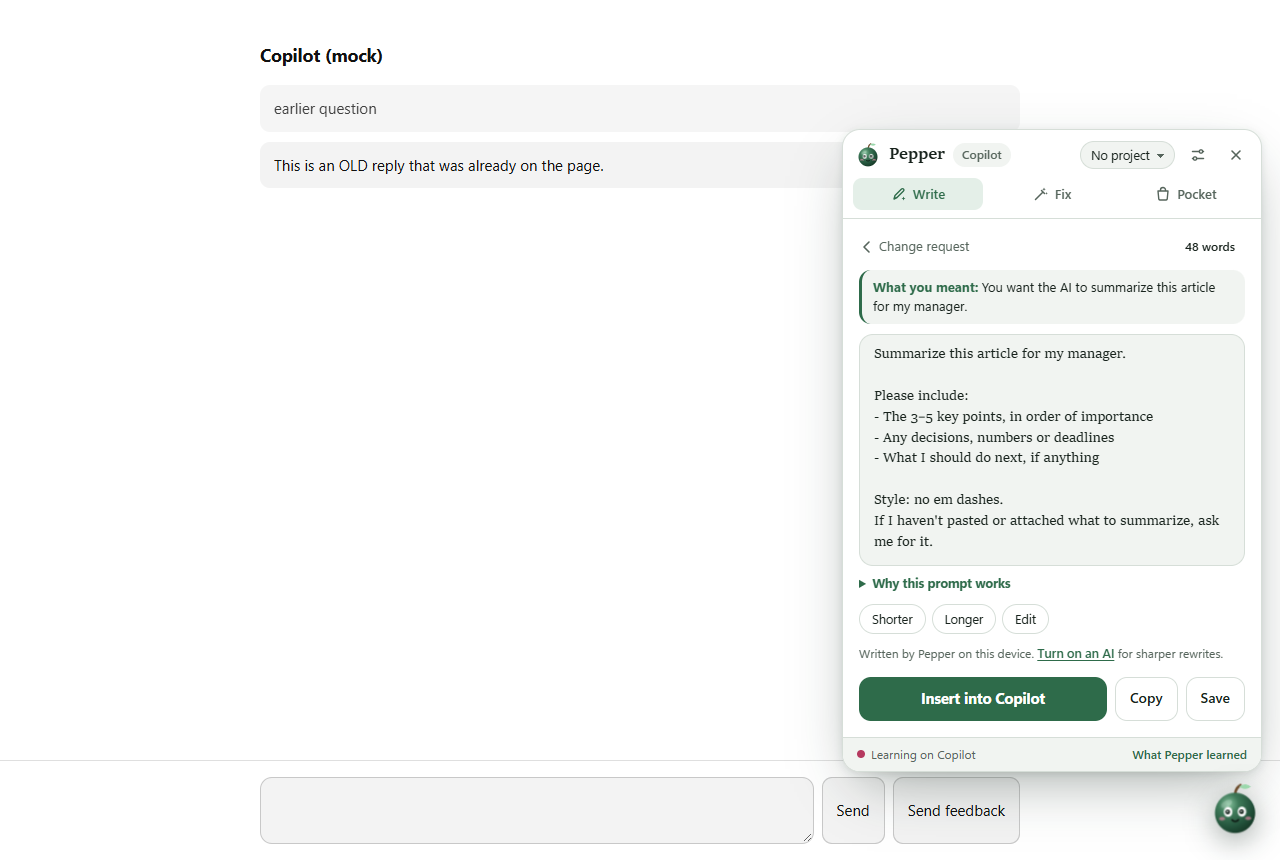 Copilot (mock)
earlier question
This is an OLD reply that was already on the page.
Pepper
Copilot
No project
Write
Fix
Pocket
Change request
48 words
What you meant: You want the AI to summarize this article
for my manager.
Summarize this article for my manager.
Please include:
- The 3–5 key points, in order of importance
- Any decisions, numbers or deadlines
- What I should do next, if anything
Style: no em dashes.
If I haven't pasted or attached what to summarize, ask
me for it.
Why this prompt works
Shorter
Longer
Edit
Written by Pepper on this device. Turn on an AI for sharper rewrites.
Insert into Copilot
Copy
Save
Learning on Copilot
What Pepper learned
Send
Send feedback